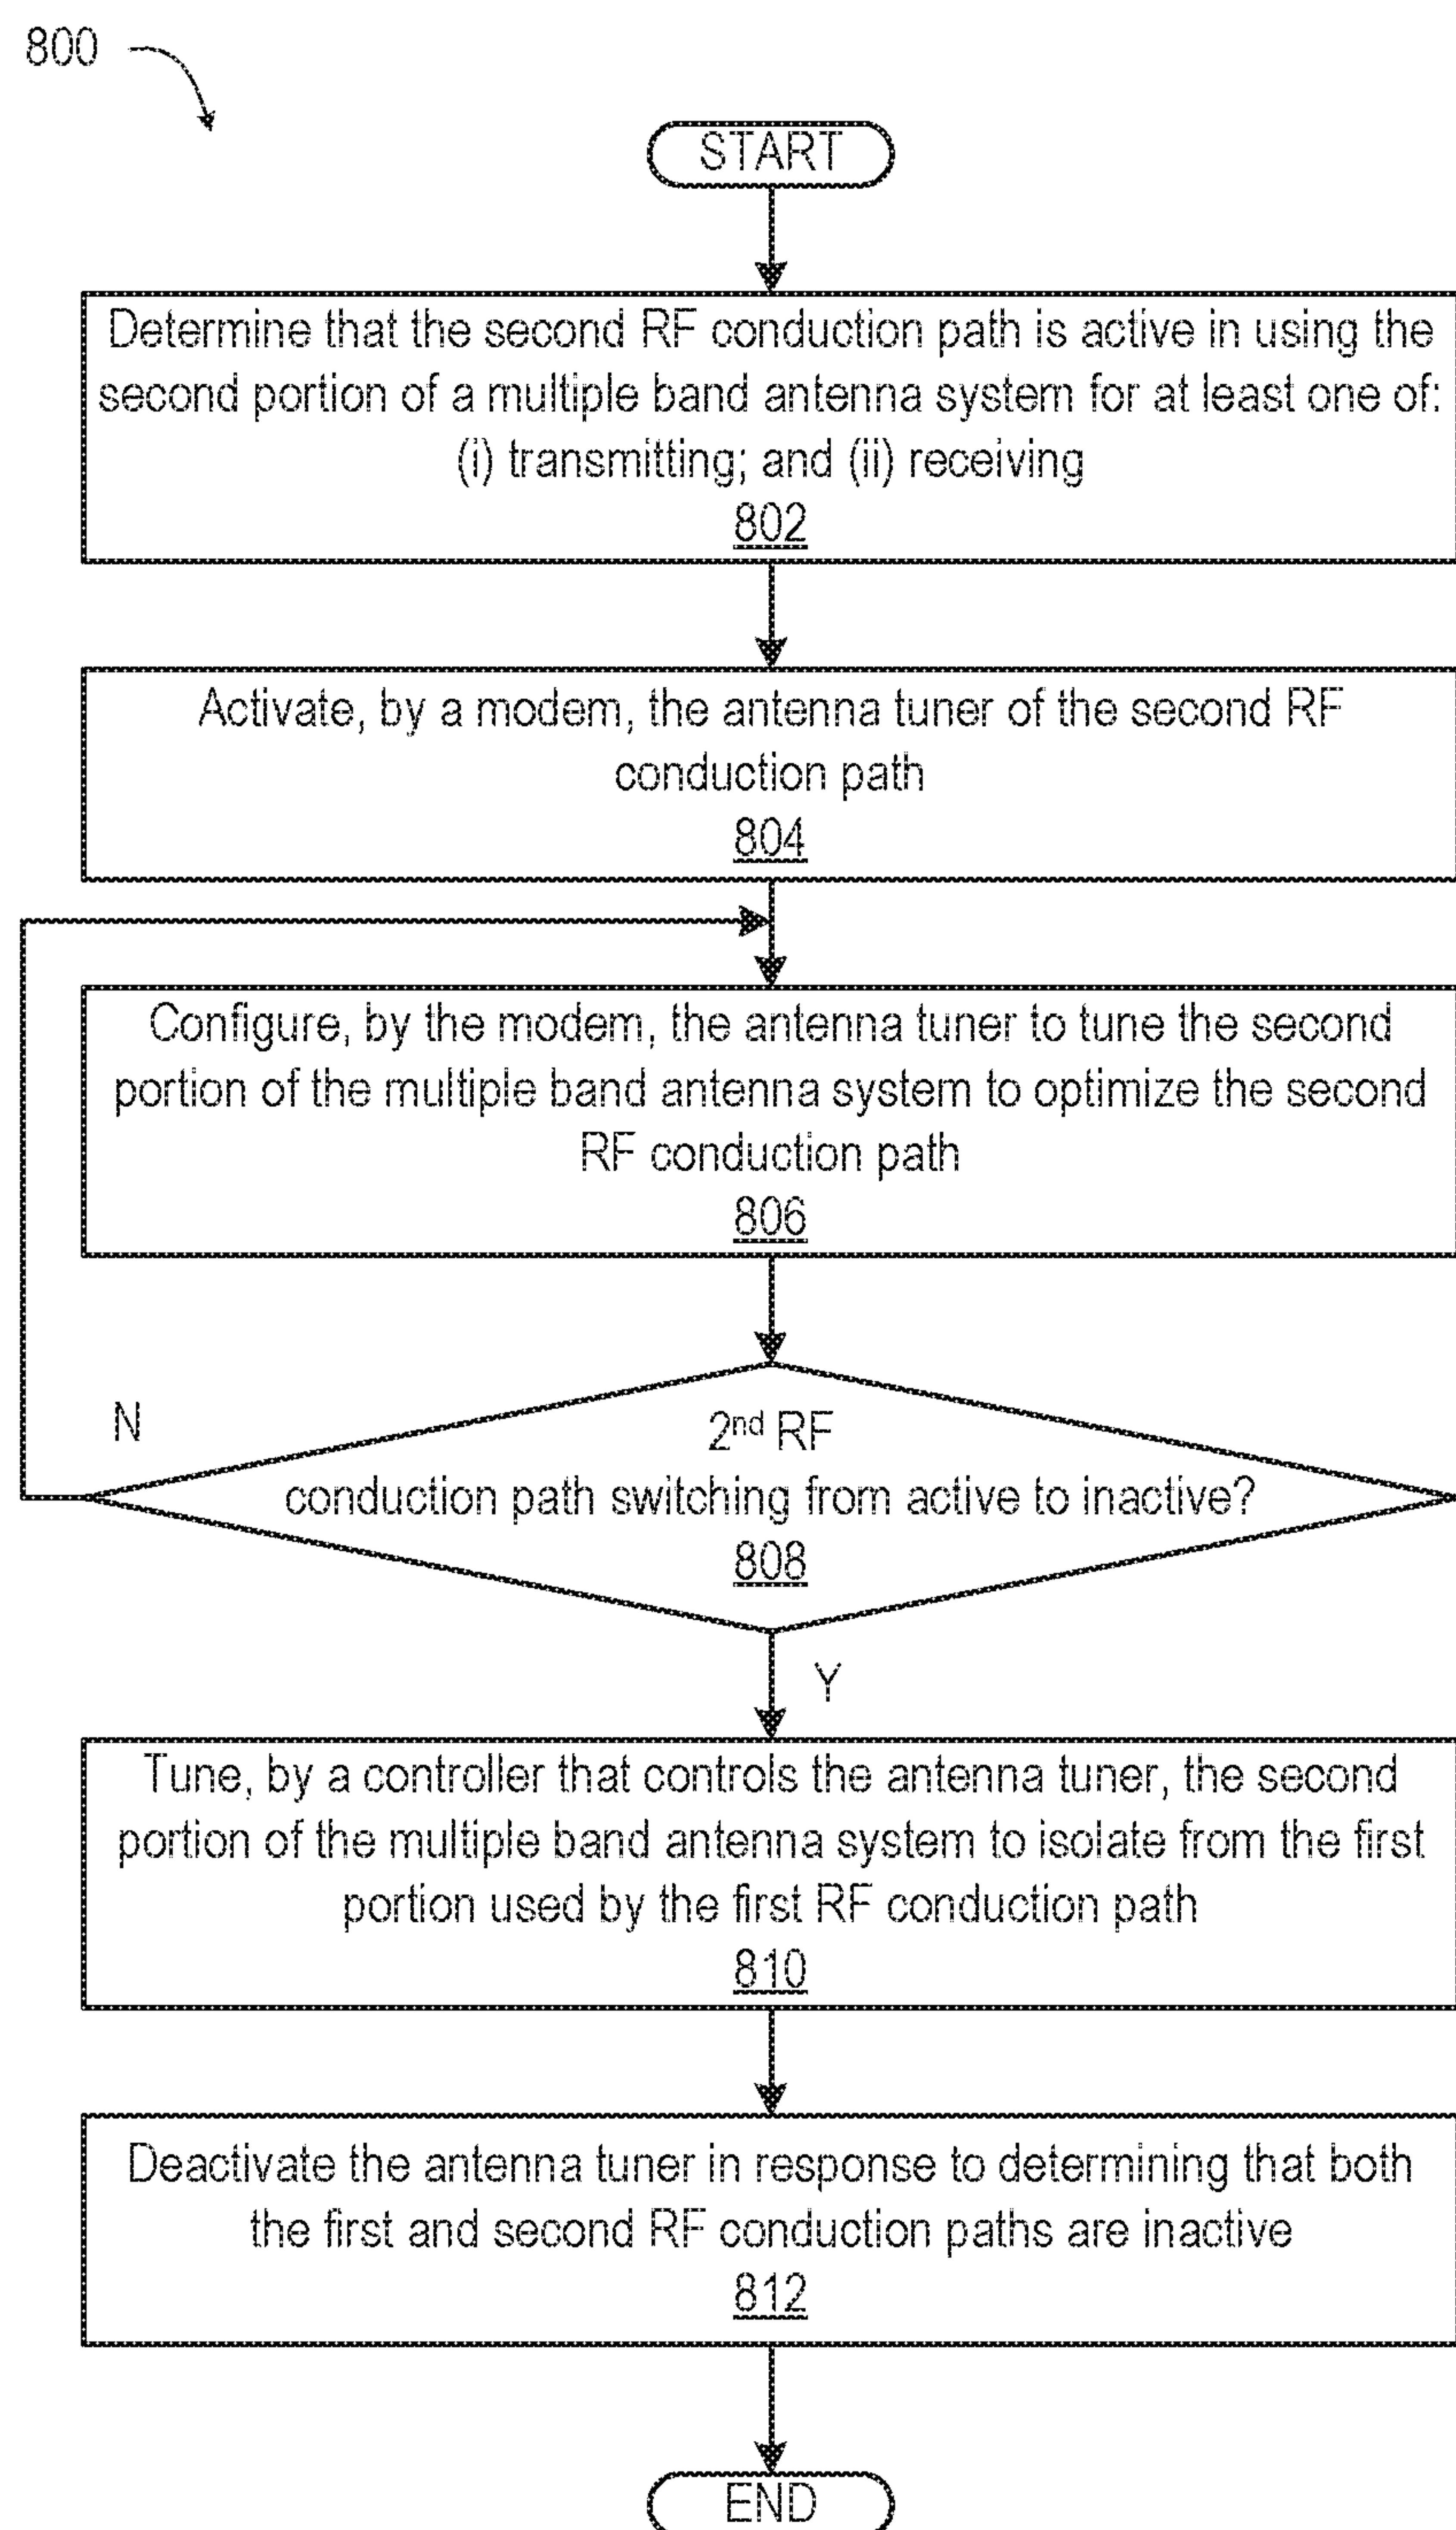 800
START
Determine that the second RF conduction path is active in using the
second portion of a multiple band antenna system for at least one of:
(i) transmitting; and (ii) receiving
802
Activate, by a modem, the antenna tuner of the second RF
conduction path
804
Configure, by the modem, the antenna tuner to tune the second
portion of the multiple band antenna system to optimize the second
RF conduction path
806
N
2nd RF
conduction path switching from active to inactive?
808
Y
Tune, by a controller that controls the antenna tuner, the second
portion of the multiple band antenna system to isolate from the first
portion used by the first RF conduction path
810
Deactivate the antenna tuner in response to determining that both
the first and second RF conduction paths are inactive
812
END